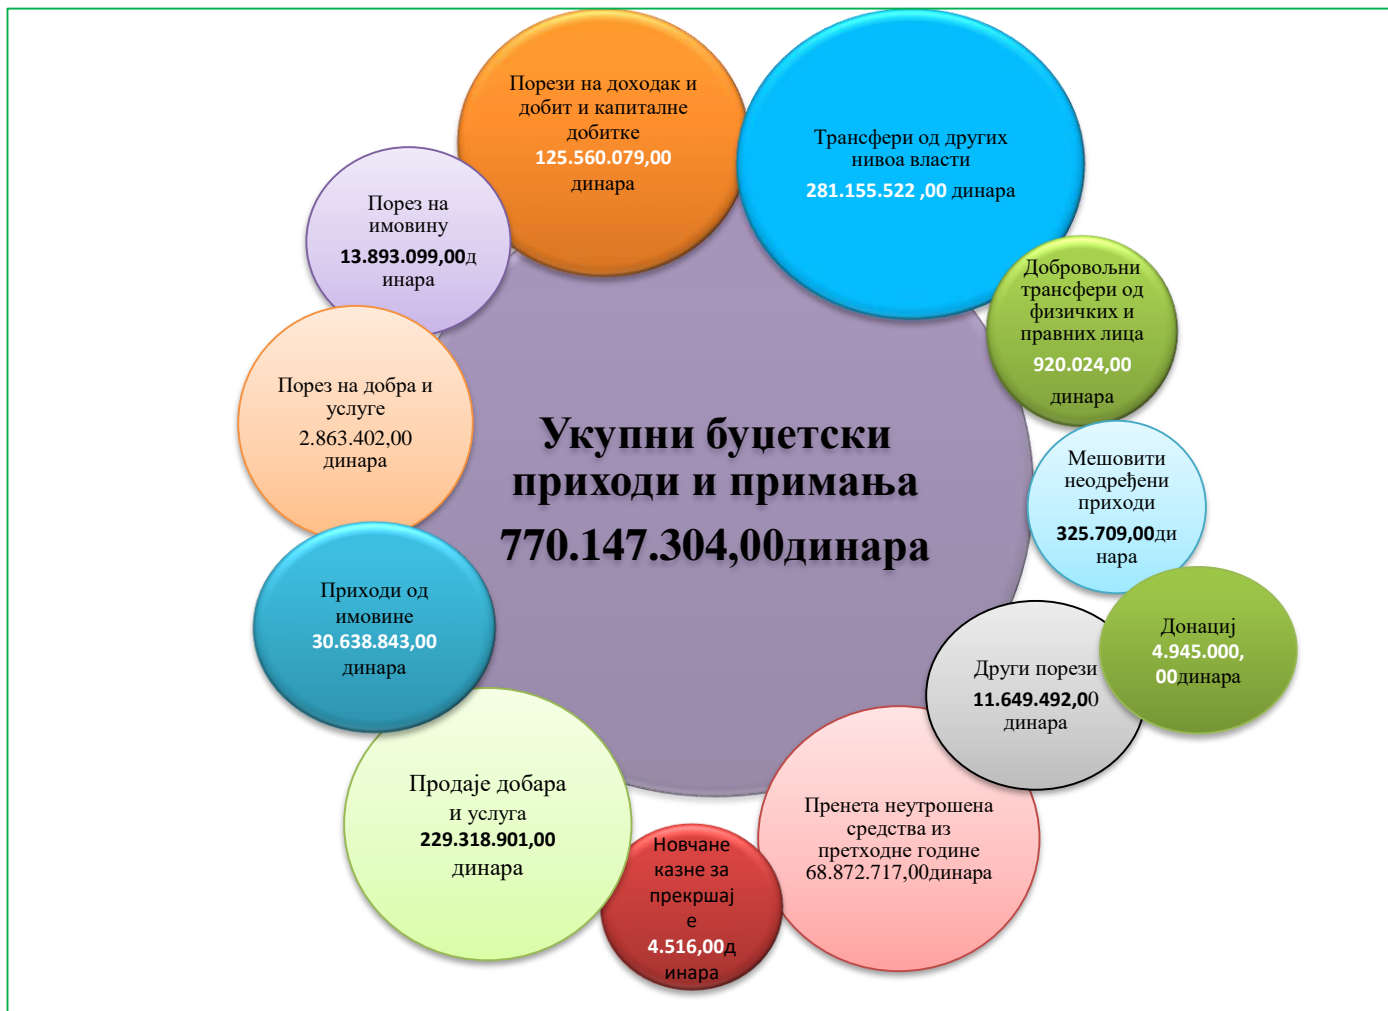 Порези на доходак и
добит и капиталне
добитке
125.560.079,00
динара
Трансфери од других
нивоа власти
281.155.522 ,00 динара
Добровољни
трансфери од
физичких и
правних лица
920.024,00
динара
Мешовити
неодређени
приходи
325.709,00ди
нара
Донациј
4.945.000,
00динара
Други порези
11.649.492,00
динара
Пренета неутрошена
средства из
претходне године
68.872.717,00динара
Новчане
казне за
прекршај
е
4.516,00д
инара
Продаје добара
и услуга
229.318.901,00
динара
Приходи од
имовине
30.638.843,00
динара
Порез на добра и
услуге
2.863.402,00
динара
Порез на
имовину
13.893.099,00д
инара
Укупни буџетски
приходи и примања
770.147.304,00динара